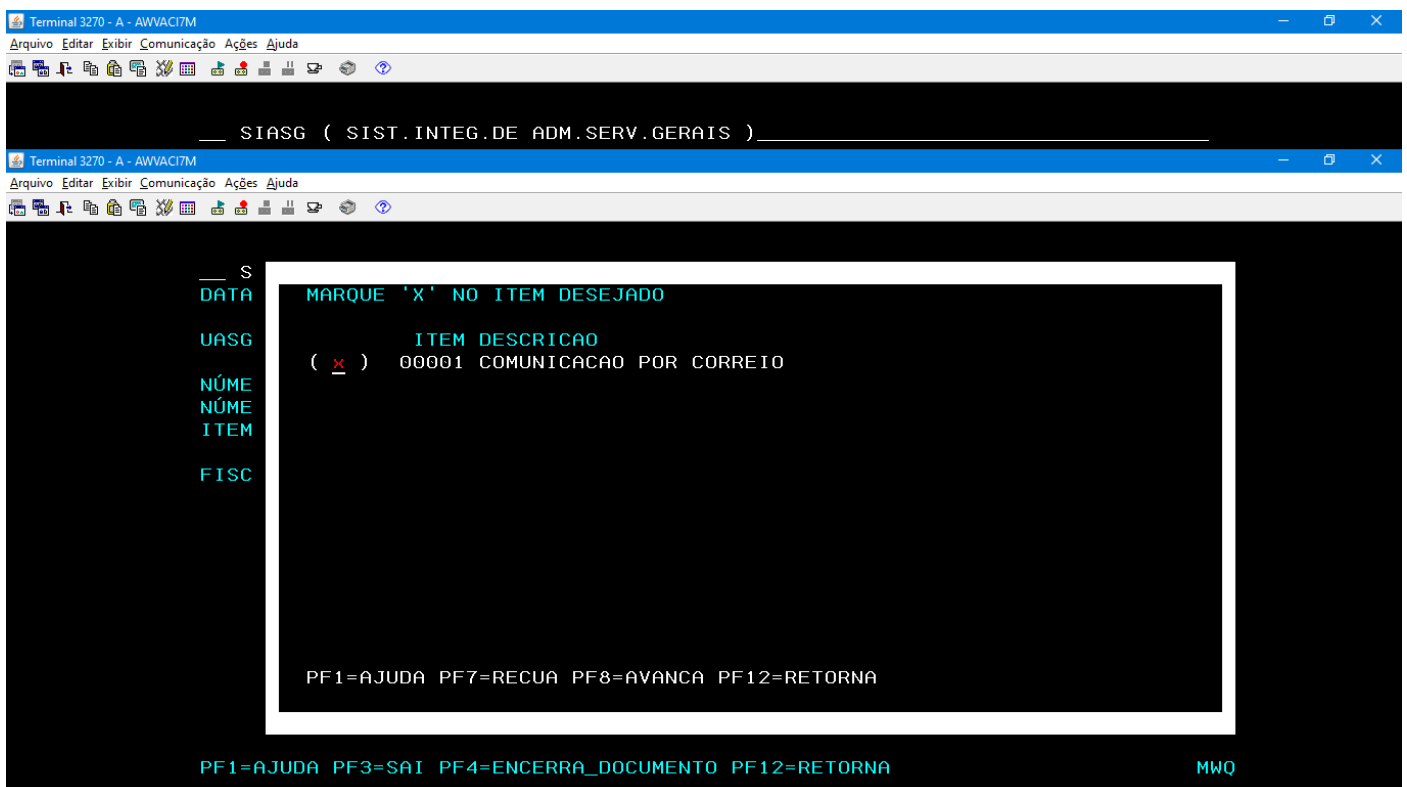 Terminal 3270 - A - AWVACI7M
Arquivo Editar Exibir Comunicação Ações Ajuda
__ SIASG ( SIST.INTEG.DE ADM.SERV.GERAIS )__________________________________
Terminal 3270 - A - AWVACI7M
Arquivo Editar Exibir Comunicação Ações Ajuda
__ S
DATA MARQUE 'X' NO ITEM DESEJADO
UASG ITEM DESCRICAO
( x ) 00001 COMUNICACAO POR CORREIO
NÚME
NÚME
ITEM
FISC
PF1=AJUDA PF7=RECUA PF8=AVANCA PF12=RETORNA
PF1=AJUDA PF3=SAI PF4=ENCERRA_DOCUMENTO PF12=RETORNA MWQ